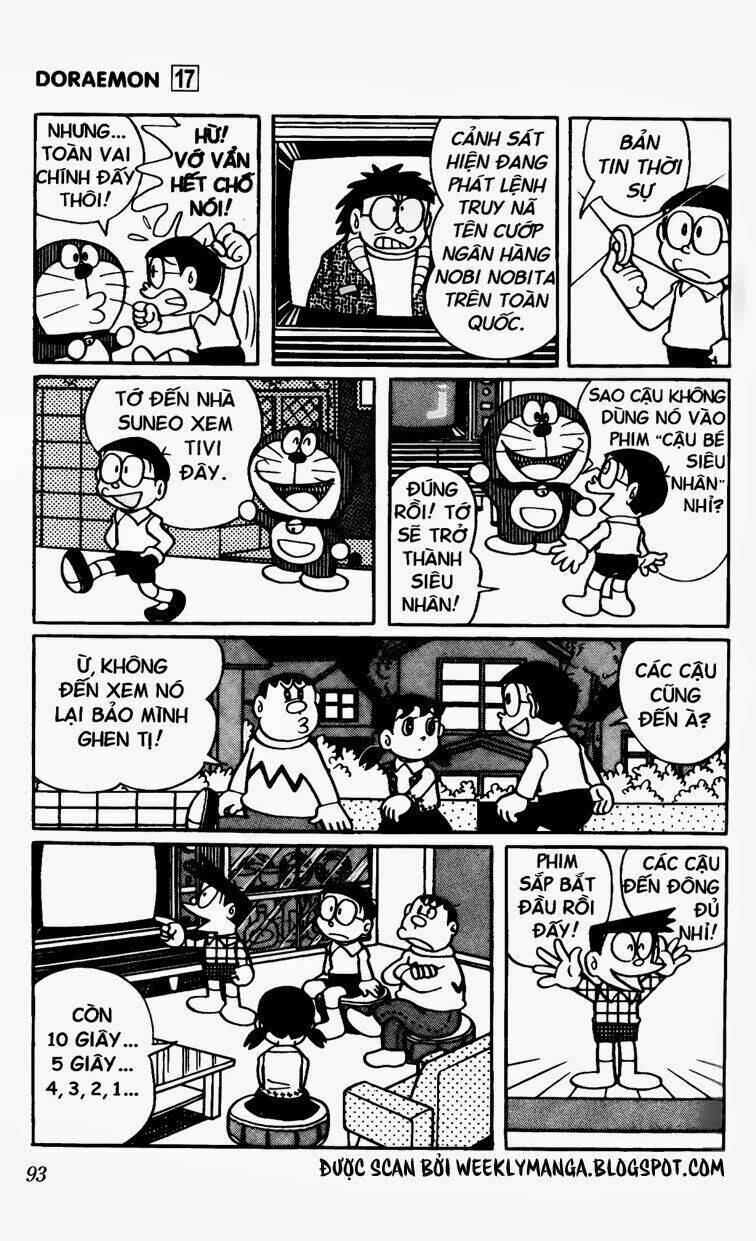 DORAEMON 17
BẢN
TIN THỜI
SỰ
CẢNH SÁT
HIỆN ĐANG
PHÁT LỆNH
TRUY NÃ
TÊN CƯỚP
NGÂN HÀNG
NOBI NOBITA
TRÊN TOÀN
QUỐC.
HỪ!
VỚ VẨN
HẾT CHỖ
NÓI!
NHƯNG...
TOÀN VAI
CHÍNH ĐẤY
THÔI!
SAO CẬU KHÔNG
DÙNG NÓ VÀO
PHIM "CẬU BÉ
SIÊU
NHÂN"
NHỈ?
ĐÚNG
RỒI! TỚ
SẼ TRỞ
THÀNH
SIÊU
NHÂN!
TỚ ĐẾN NHÀ
SUNEO XEM
TIVI
ĐÂY.
CÁC CẬU
CŨNG
ĐẾN À?
Ừ, KHÔNG
ĐẾN XEM NÓ
LẠI BẢO MÌNH
GHEN TỊ!
CÁC CẬU
ĐẾN ĐÔNG
ĐỦ
NHỈ!
PHIM
SẮP BẮT
ĐẦU RỒI
ĐẤY!
CÒN
10 GIÂY...
5 GIÂY...
4, 3, 2, 1...
93
ĐƯỢC SCAN BỞI WEEKLYMANGA.BLOGSPOT.COM